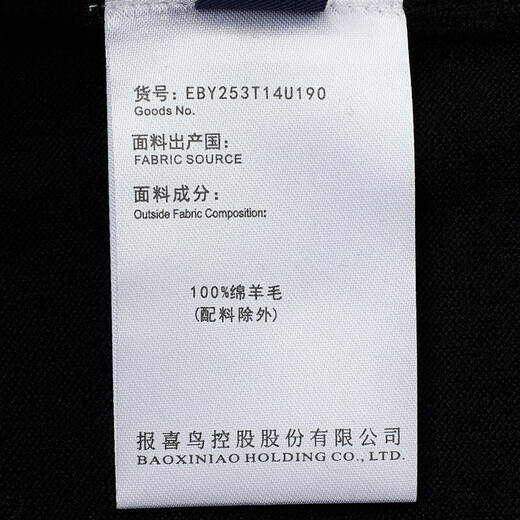 货号: EBY253T14U190
Goods No.
面料出产国:
FABRIC SOURCE
面料成分:
Outside Fabric Composition:
100%绵羊毛
(配料除外)
报喜鸟控股股份有限公司
BAOXINIAO HOLDING CO., LTD.